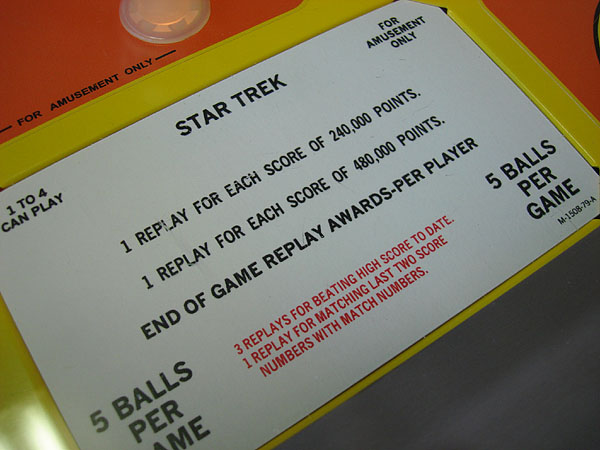 FOR AMUSEMENT ONLY
FOR
AMUSEMENT
ONLY
STAR TREK
1 TO 4
CAN PLAY
1 REPLAY FOR EACH SCORE OF 240,000 POINTS.
1 REPLAY FOR EACH SCORE OF 480,000 POINTS.
END OF GAME REPLAY AWARDS-PER PLAYER
3 REPLAYS FOR BEATING HIGH SCORE TO DATE.
1 REPLAY FOR MATCHING LAST TWO SCORE
NUMBERS WITH MATCH NUMBERS.
5 BALLS
PER
GAME
M-1508-79-A
5 BALLS
PER
AME